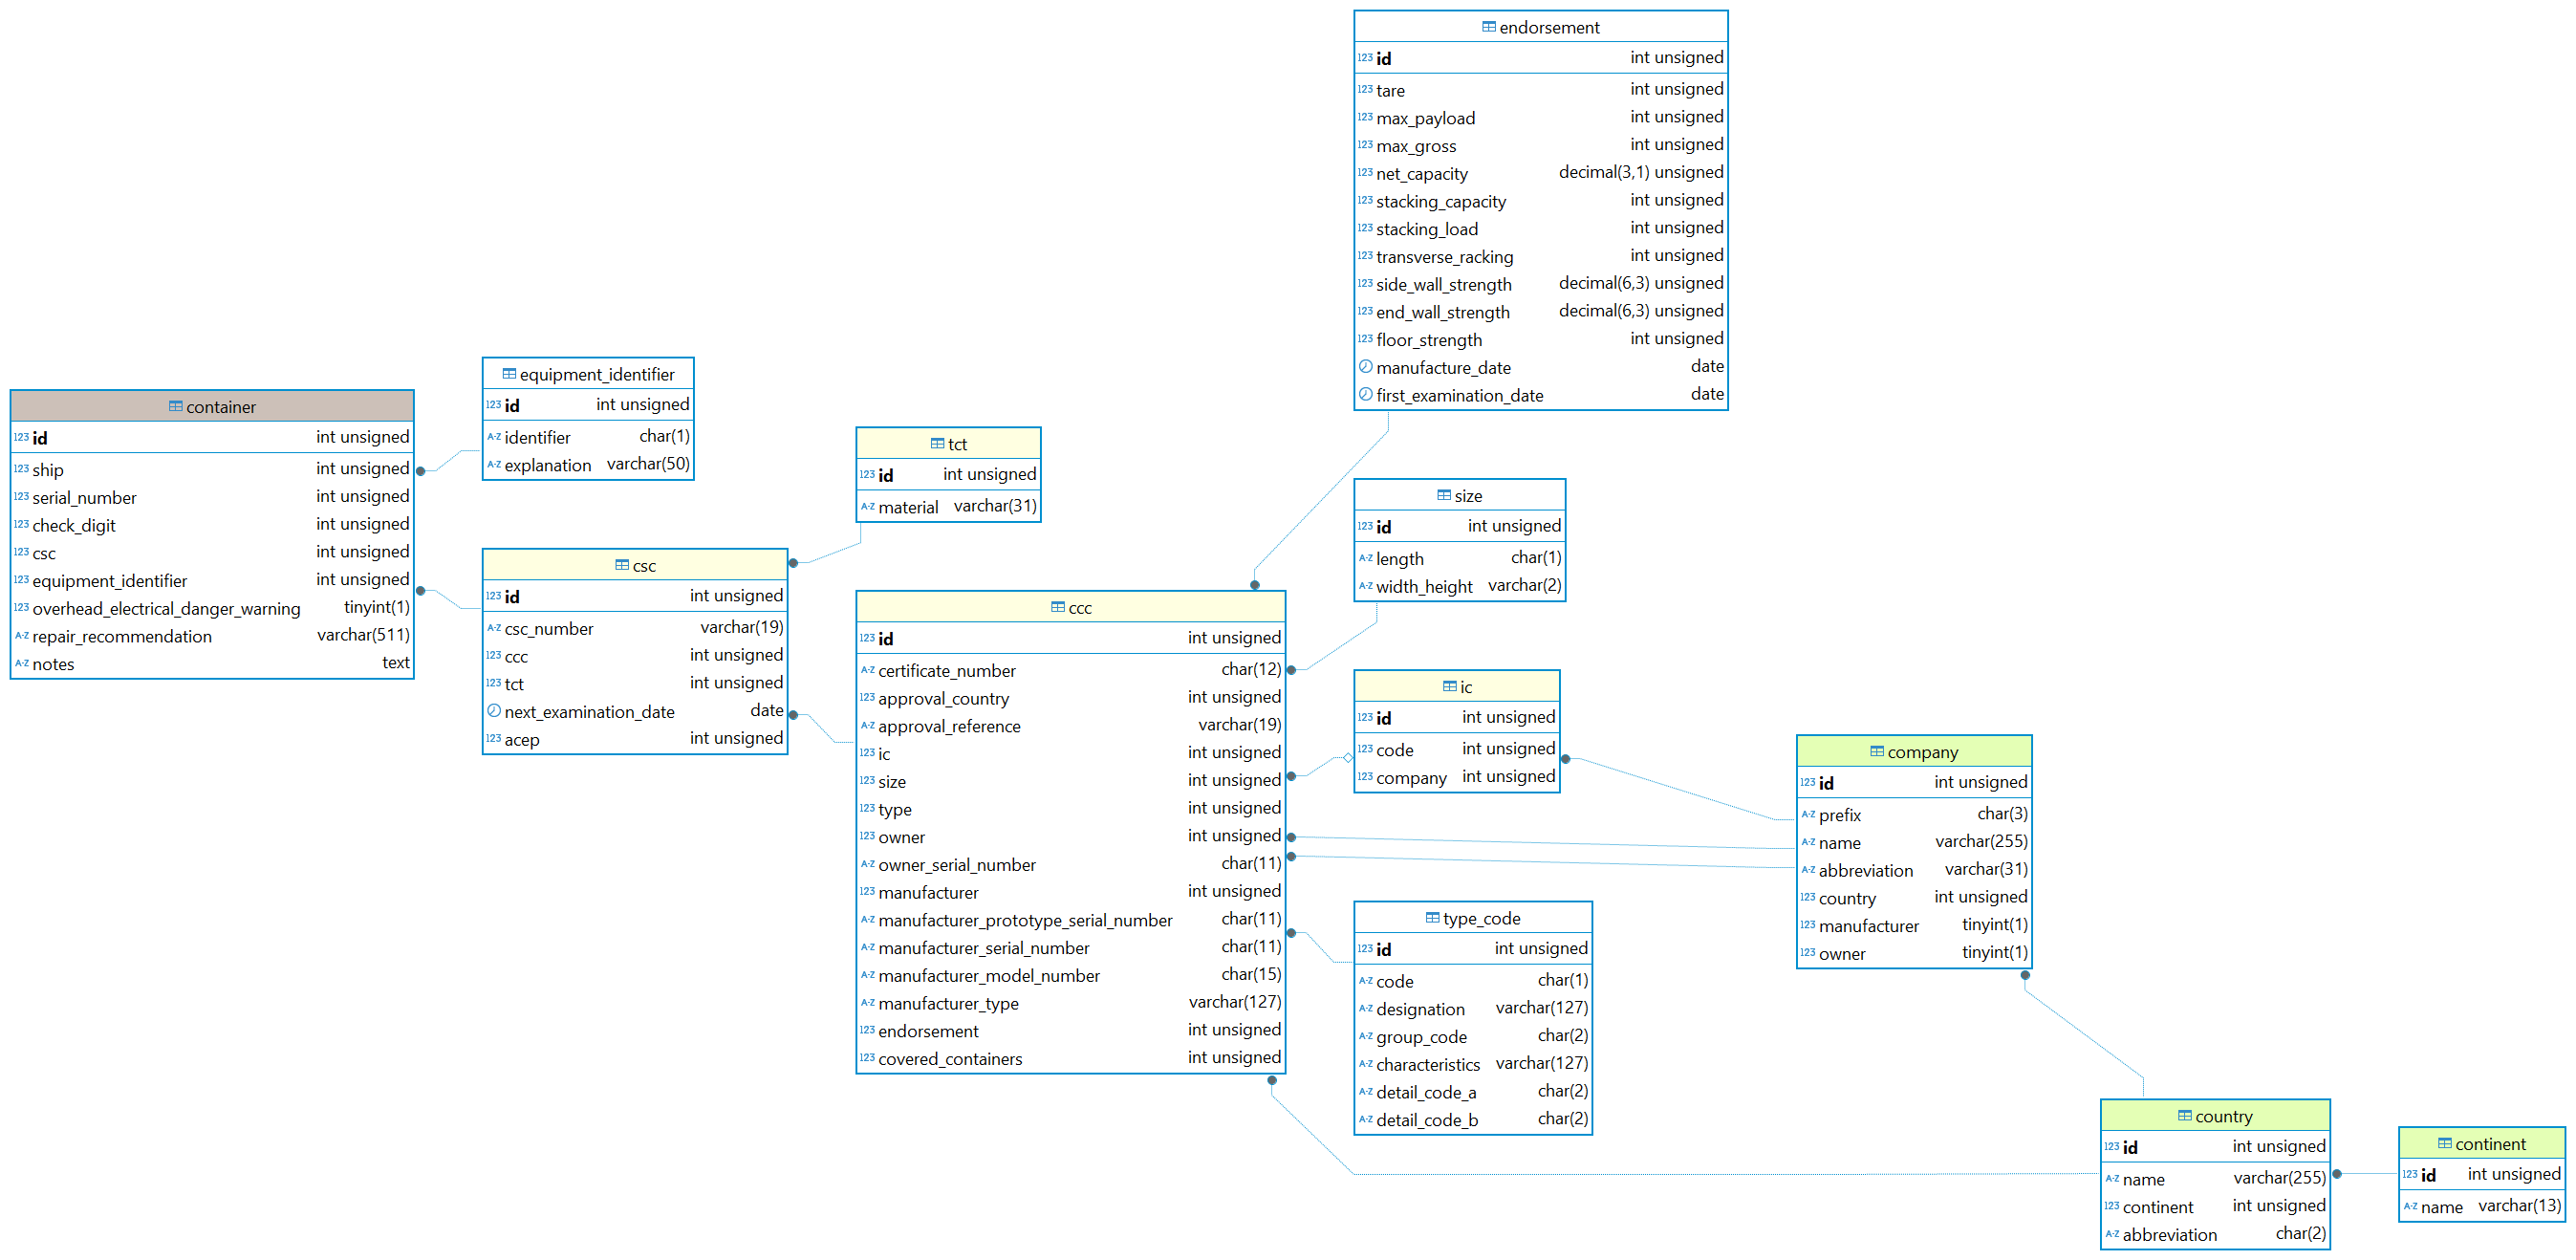 endorsement
123 id int unsigned
123 tare int unsigned
123 max_payload int unsigned
123 max_gross int unsigned
123 net_capacity decimal(3,1) unsigned
123 stacking_capacity int unsigned
123 stacking_load int unsigned
123 transverse_racking int unsigned
123 side_wall_strength decimal(6,3) unsigned
123 end_wall_strength decimal(6,3) unsigned
123 floor_strength int unsigned
manufacture_date date
first_examination_date date
equipment_identifier
123 id int unsigned
A-Z identifier char(1)
A-Z explanation varchar(50)
container
123 id int unsigned
123 ship int unsigned
123 serial_number int unsigned
123 check_digit int unsigned
123 csc int unsigned
123 equipment_identifier int unsigned
123 overhead_electrical_danger_warning tinyint(1)
A-Z repair_recommendation varchar(511)
A-Z notes text
tct
123 id int unsigned
A-Z material varchar(31)
size
123 id int unsigned
A-Z length char(1)
A-Z width_height varchar(2)
csc
123 id int unsigned
A-Z csc_number varchar(19)
123 ccc int unsigned
123 tct int unsigned
next_examination_date date
123 acep int unsigned
ccc
123 id int unsigned
A-Z certificate_number char(12)
123 approval_country int unsigned
A-Z approval_reference varchar(19)
123 ic int unsigned
123 size int unsigned
123 type int unsigned
123 owner int unsigned
A-Z owner_serial_number char(11)
123 manufacturer int unsigned
A-Z manufacturer_prototype_serial_number char(11)
A-Z manufacturer_serial_number char(11)
A-Z manufacturer_model_number char(15)
A-Z manufacturer_type varchar(127)
123 endorsement int unsigned
123 covered_containers int unsigned
ic
123 id int unsigned
123 code int unsigned
123 company int unsigned
company
123 id int unsigned
A-Z prefix char(3)
A-Z name varchar(255)
A-Z abbreviation varchar(31)
123 country int unsigned
123 manufacturer tinyint(1)
123 owner tinyint(1)
type_code
123 id int unsigned
A-Z code char(1)
A-Z designation varchar(127)
A-Z group_code char(2)
A-Z characteristics varchar(127)
A-Z detail_code_a char(2)
A-Z detail_code_b char(2)
country
123 id int unsigned
A-Z name varchar(255)
123 continent int unsigned
A-Z abbreviation char(2)
continent
123 id int unsigned
A-Z name varchar(13)